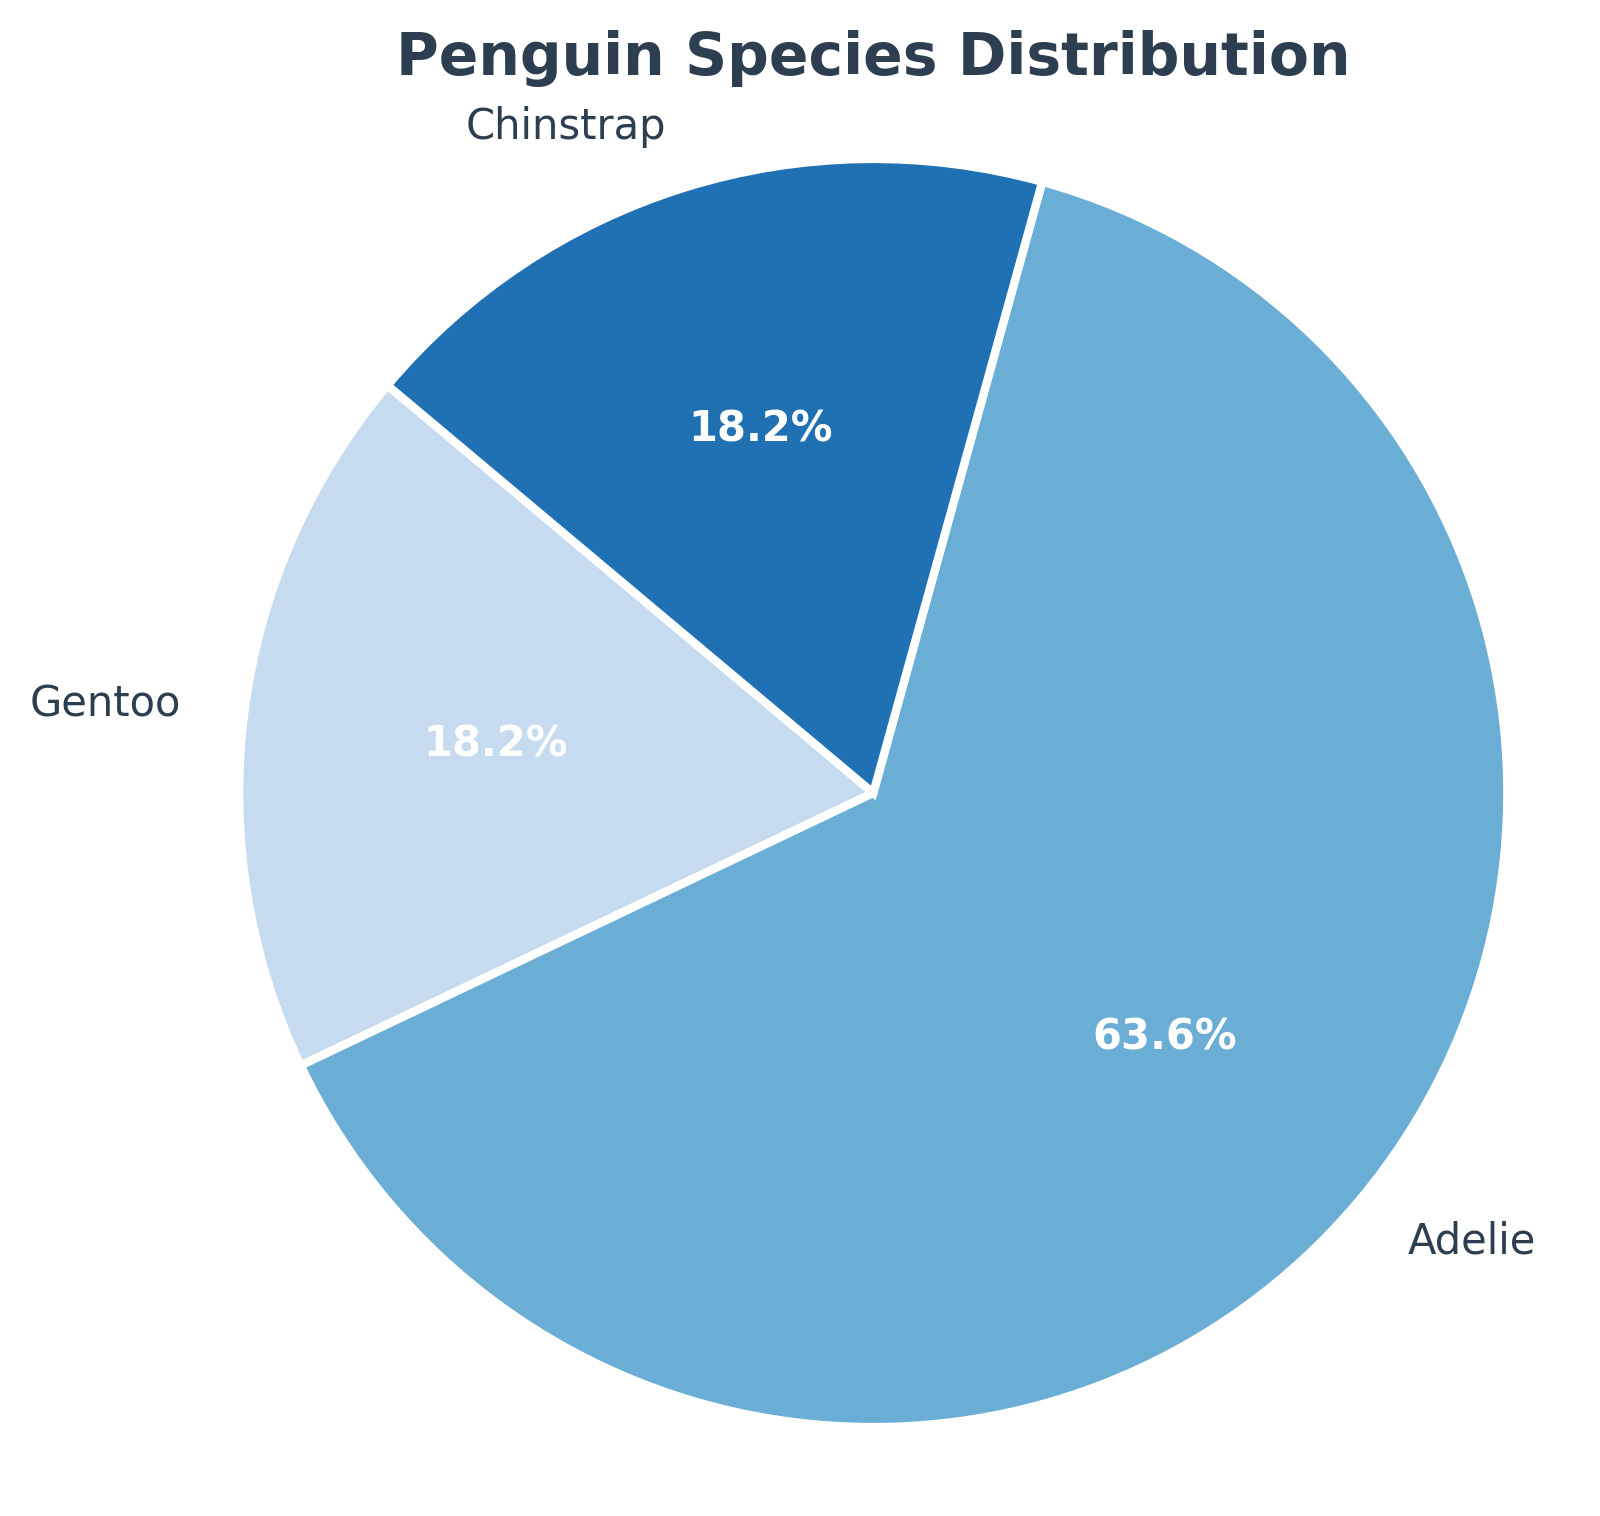 Penguin Species Distribution
Chinstrap
18.2%
Gentoo
18.2%
63.6%
Adelie